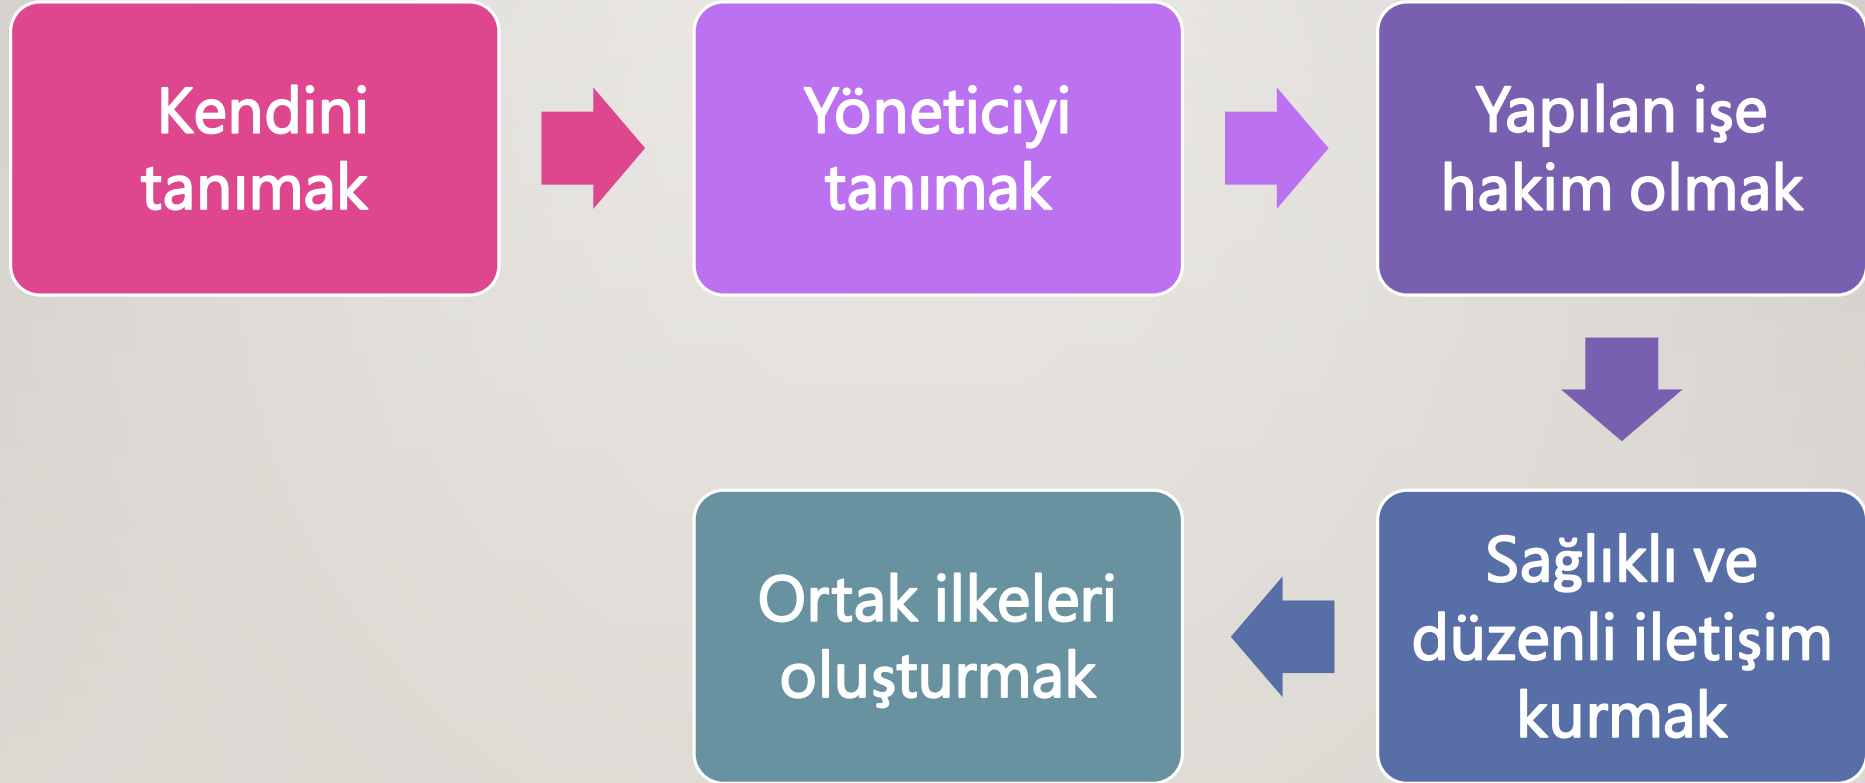 Kendini
tanımak
Yöneticiyi
tanımak
Yapılan işe
hakim olmak
Sağlıklı ve
düzenli iletişim
kurmak
Ortak ilkeleri
oluşturmak